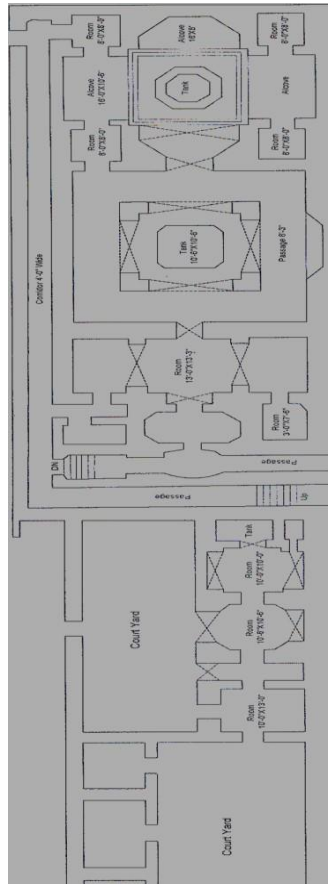 Room
8'-0"X8'-0"
Alcove
16'X8'
Room
8'-0"X8'-0"
Alcove
16'-0"X10'-6"
Tank
Alcove
Room
8'-0"X8'-0"
Room
8'-0"X8'-0"
Corridor 4'-0" Wide
Tank
10'-6"X10'-6"
Passage 6'-3"
Room
13'-0"X13'-3"
Room
DN
Passage
Passage
Up
Tank
Room
10'-0"X10'-0"
Court Yard
Room
10'-6"X10'-6"
Room
10'-0"X13'-0"
Court Yard